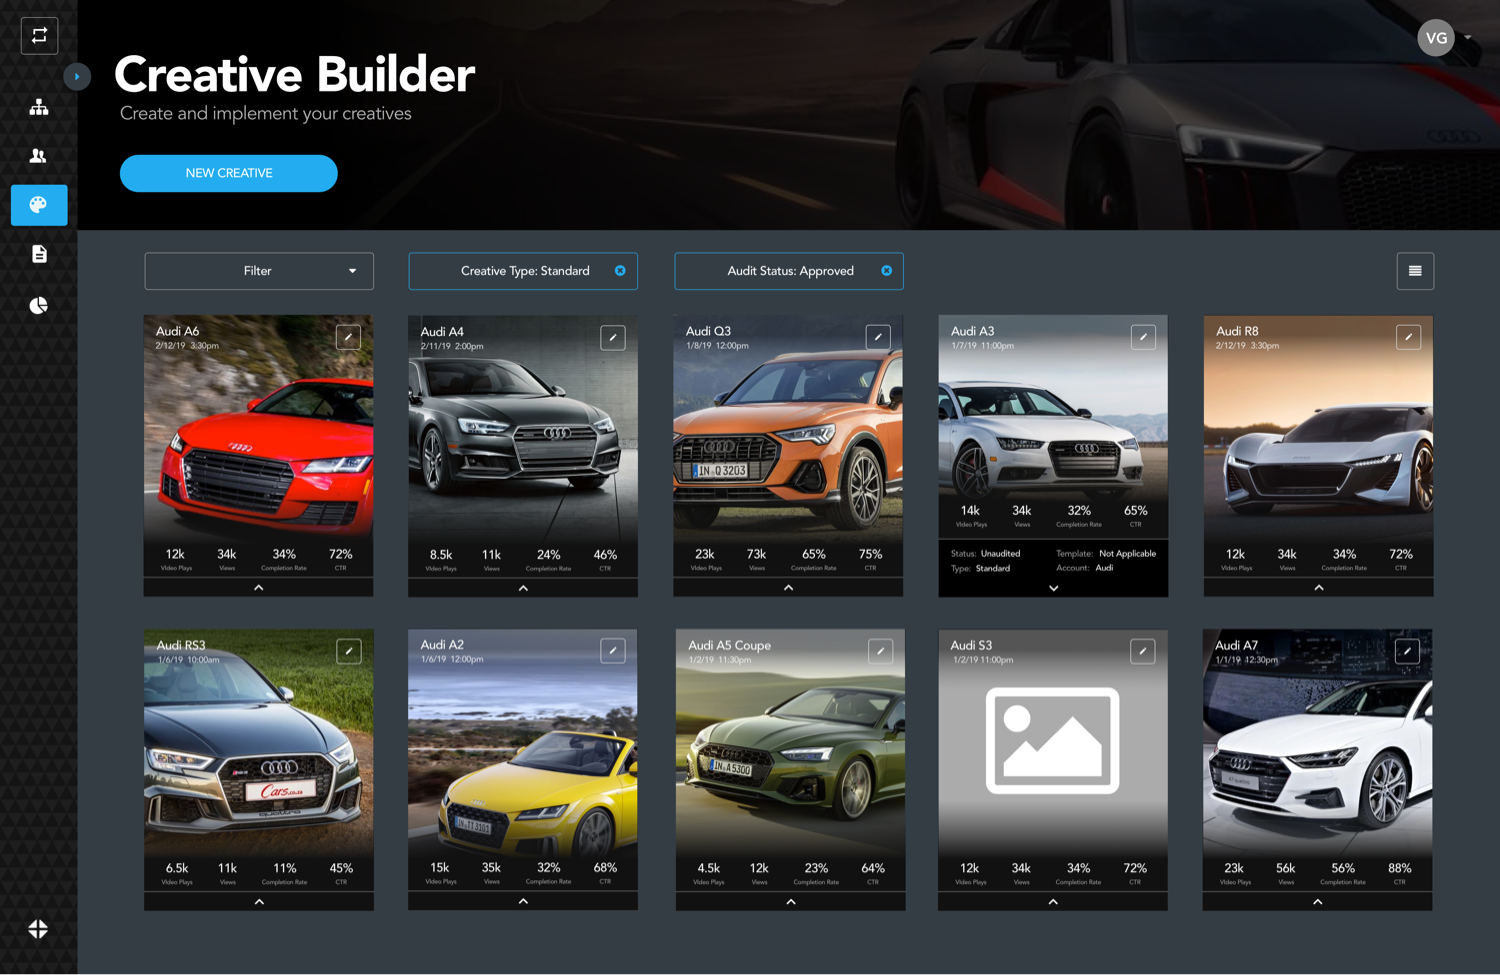 VG
Creative Builder
Create and implement your creatives
NEW CREATIVE
Filter
Creative Type: Standard
Audit Status: Approved
Audi A6
2/12/19 3:30pm
12k 34k 34% 72%
Video Plays Views Completion Rate CTR
Audi A4
2/11/19 2:00pm
8.5k 11k 24% 46%
Video Plays Views Completion Rate CTR
Audi Q3
1/8/19 12:00pm
IN Q 3203
23k 73k 65% 75%
Video Plays Views Completion Rate CTR
Audi A3
1/7/19 11:00pm
14k 34k 32% 65%
Video Plays Views Completion Rate CTR
Status: Unaudited Template: Not Applicable
Type: Standard Account: Audi
Audi R8
2/12/19 3:30pm
12k 34k 34% 72%
Video Plays Views Completion Rate CTR
Audi RS3
1/6/19 10:00am
Cars.co.za
quattro
6.5k 11k 11% 45%
Video Plays Views Completion Rate CTR
Audi A2
1/6/19 12:00pm
IN TT 3101
15k 35k 32% 68%
Video Plays Views Completion Rate CTR
Audi A5 Coupe
1/2/19 11:30pm
IN A 5300
4.5k 12k 23% 64%
Video Plays Views Completion Rate CTR
Audi S3
1/2/19 11:00pm
12k 34k 34% 72%
Video Plays Views Completion Rate CTR
Audi A7
1/1/19 12:30pm
23k 56k 56% 88%
Video Plays Views Completion Rate CTR